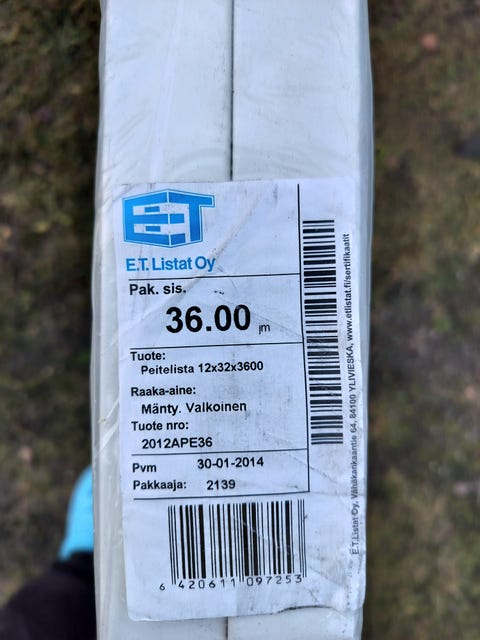 ET
E.T. Listat Oy
Pak. sis.
36.00 jm
Tuote:
Peitelista 12x32x3600
Raaka-aine:
Mänty. Valkoinen
Tuote nro:
2012APE36
Pvm 30-01-2014
Pakkaaja: 2139
6 420611 097253
E.T.Listat Oy, Vähäkankaantie 64, 84100 YLIVIESKA, www.etlistat.fi/sertifikaatit